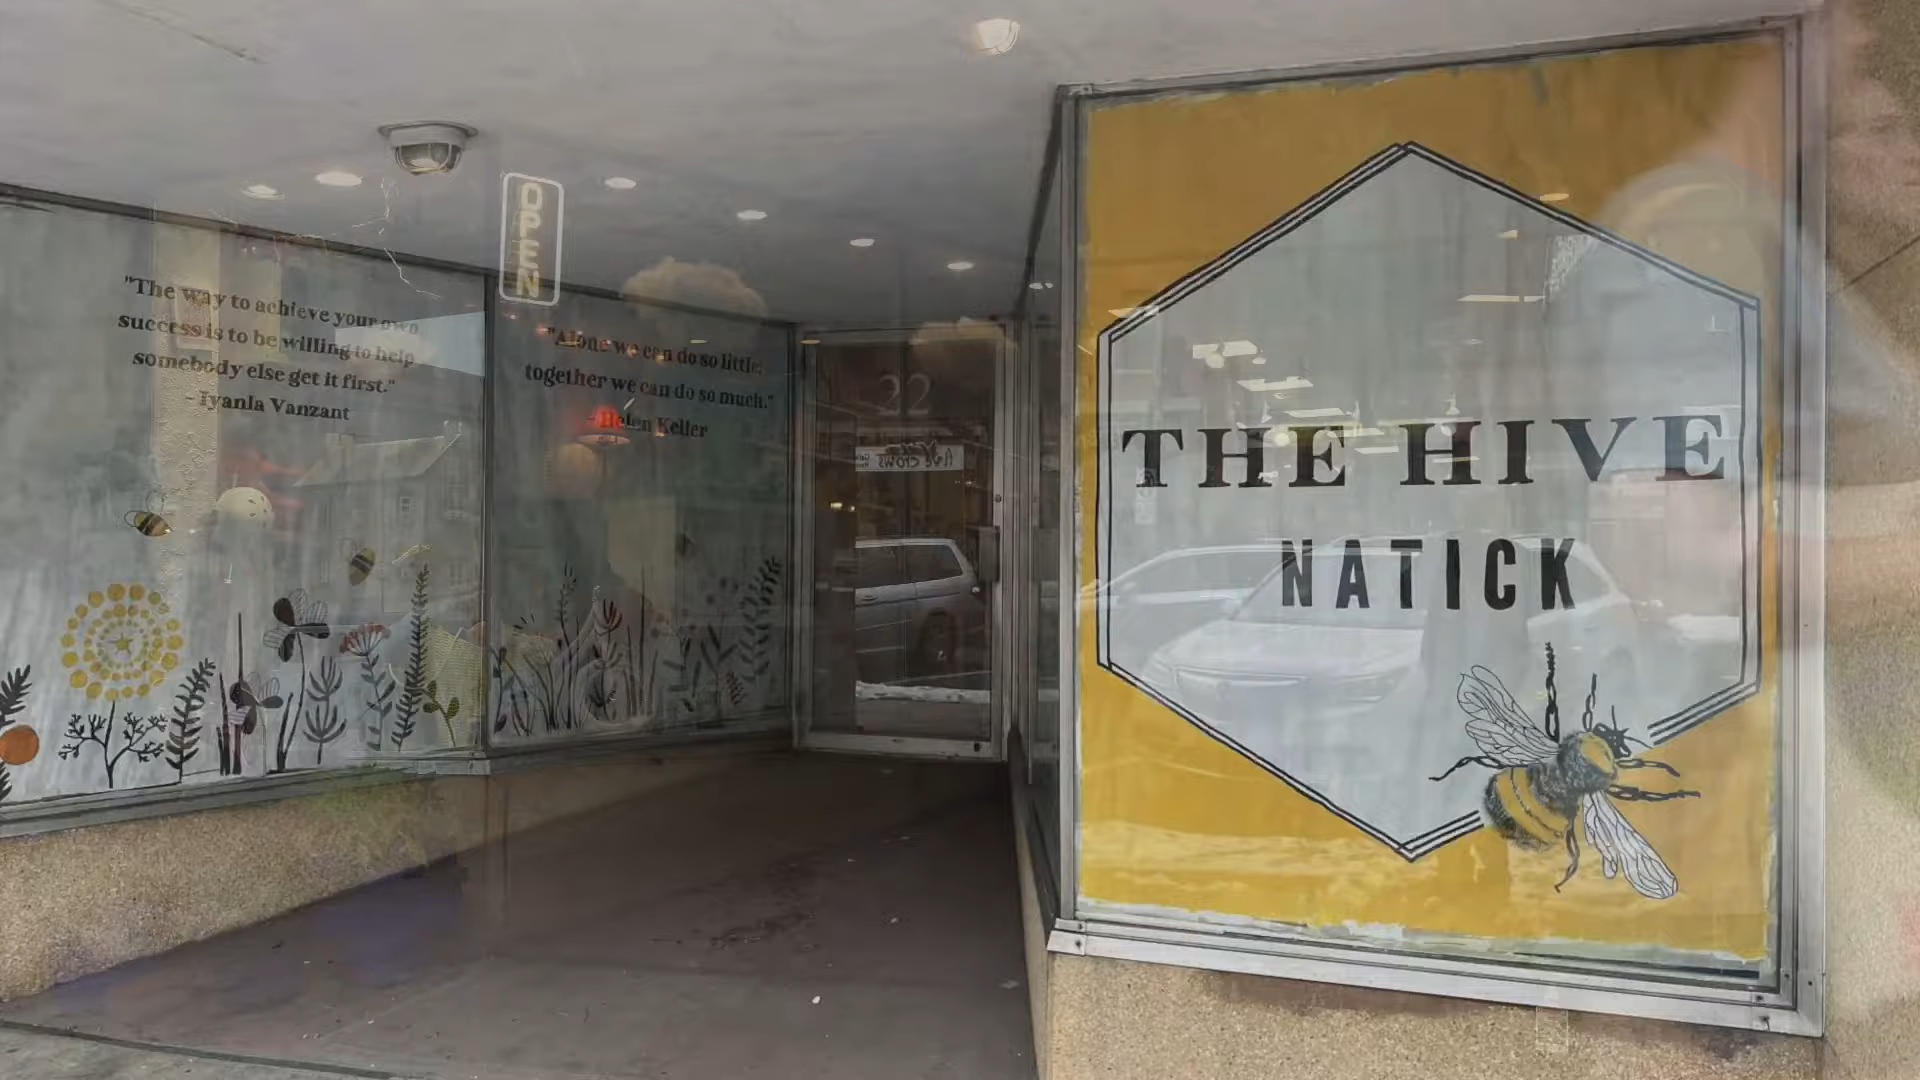 "The way to achieve your own
success is to be willing to help
somebody else get it first."
- Iyanla Vanzant
OPEN
"Alone we can do so little;
together we can do so much."
- Helen Keller
22
five crows
THE HIVE
NATICK